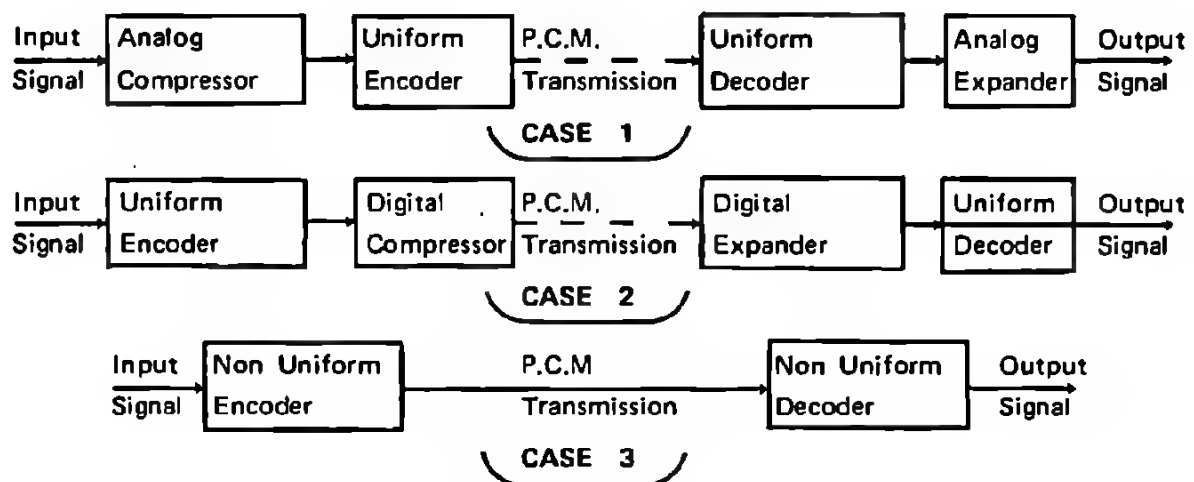 Input Analog Uniform P.C.M. Uniform Analog Output
Signal Compressor Encoder Transmission Decoder Expander Signal
CASE 1
Input Uniform Digital P.C.M. Digital Uniform Output
Signal Encoder Compressor Transmission Expander Decoder Signal
CASE 2
Input Non Uniform P.C.M Non Uniform Output
Signal Encoder Transmission Decoder Signal
CASE 3